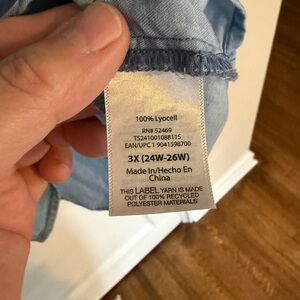 100% Lyocell
RN# 52469
TS241001088115
EAN/UPC 1 9041598700
3X (24W-26W)
Made In/Hecho En
China
THIS LABEL YARN IS MADE
OUT OF 100% RECYCLED
POLYESTER MATERIALS